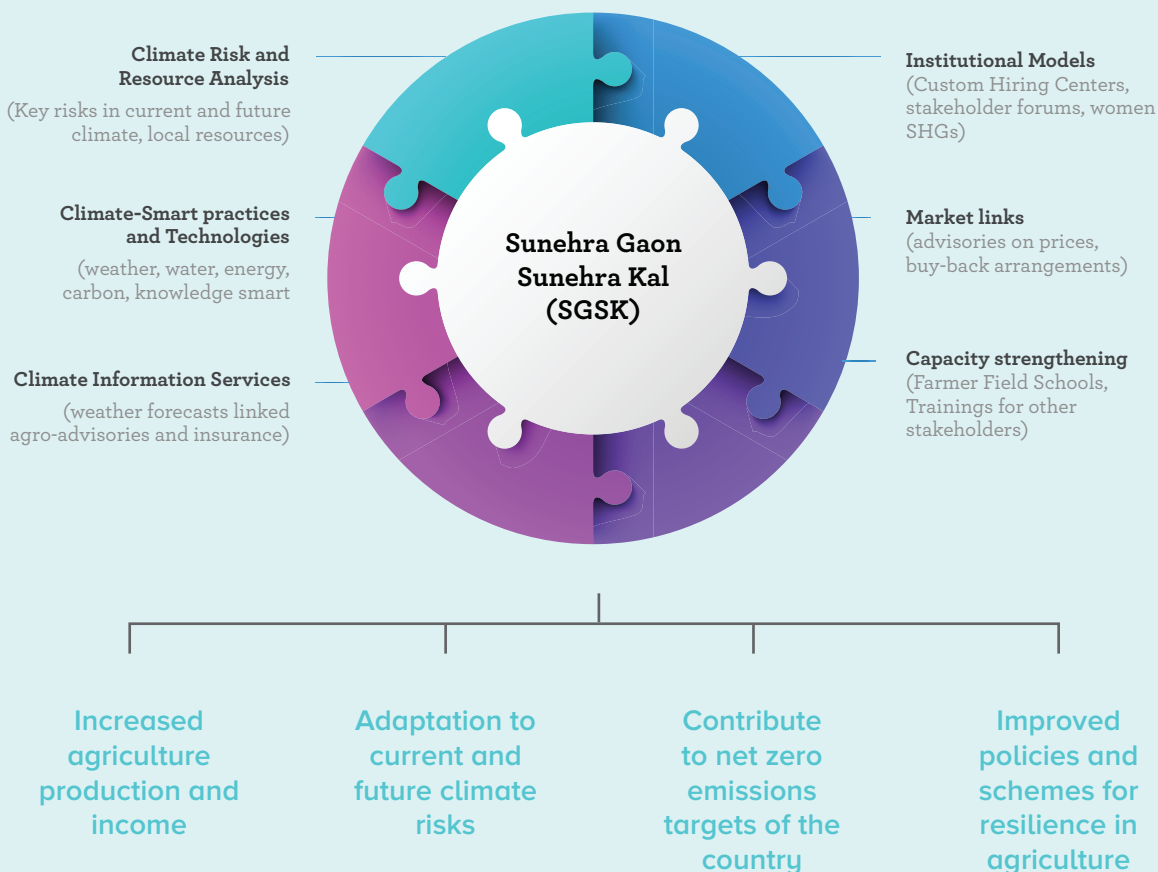 Climate Risk and
Resource Analysis
(Key risks in current and future
climate, local resources)
Climate-Smart practices
and Technologies
(weather, water, energy,
carbon, knowledge smart
Climate Information Services
(weather forecasts linked
agro-advisories and insurance)
Sunehra Gaon
Sunehra Kal
(SGSK)
Institutional Models
(Custom Hiring Centers,
stakeholder forums, women
SHGs)
Market links
(advisories on prices,
buy-back arrangements)
Capacity strengthening
(Farmer Field Schools,
Trainings for other
stakeholders)
Increased
agriculture
production and
income
Adaptation to
current and
future climate
risks
Contribute
to net zero
emissions
targets of the
country
Improved
policies and
schemes for
resilience in
agriculture